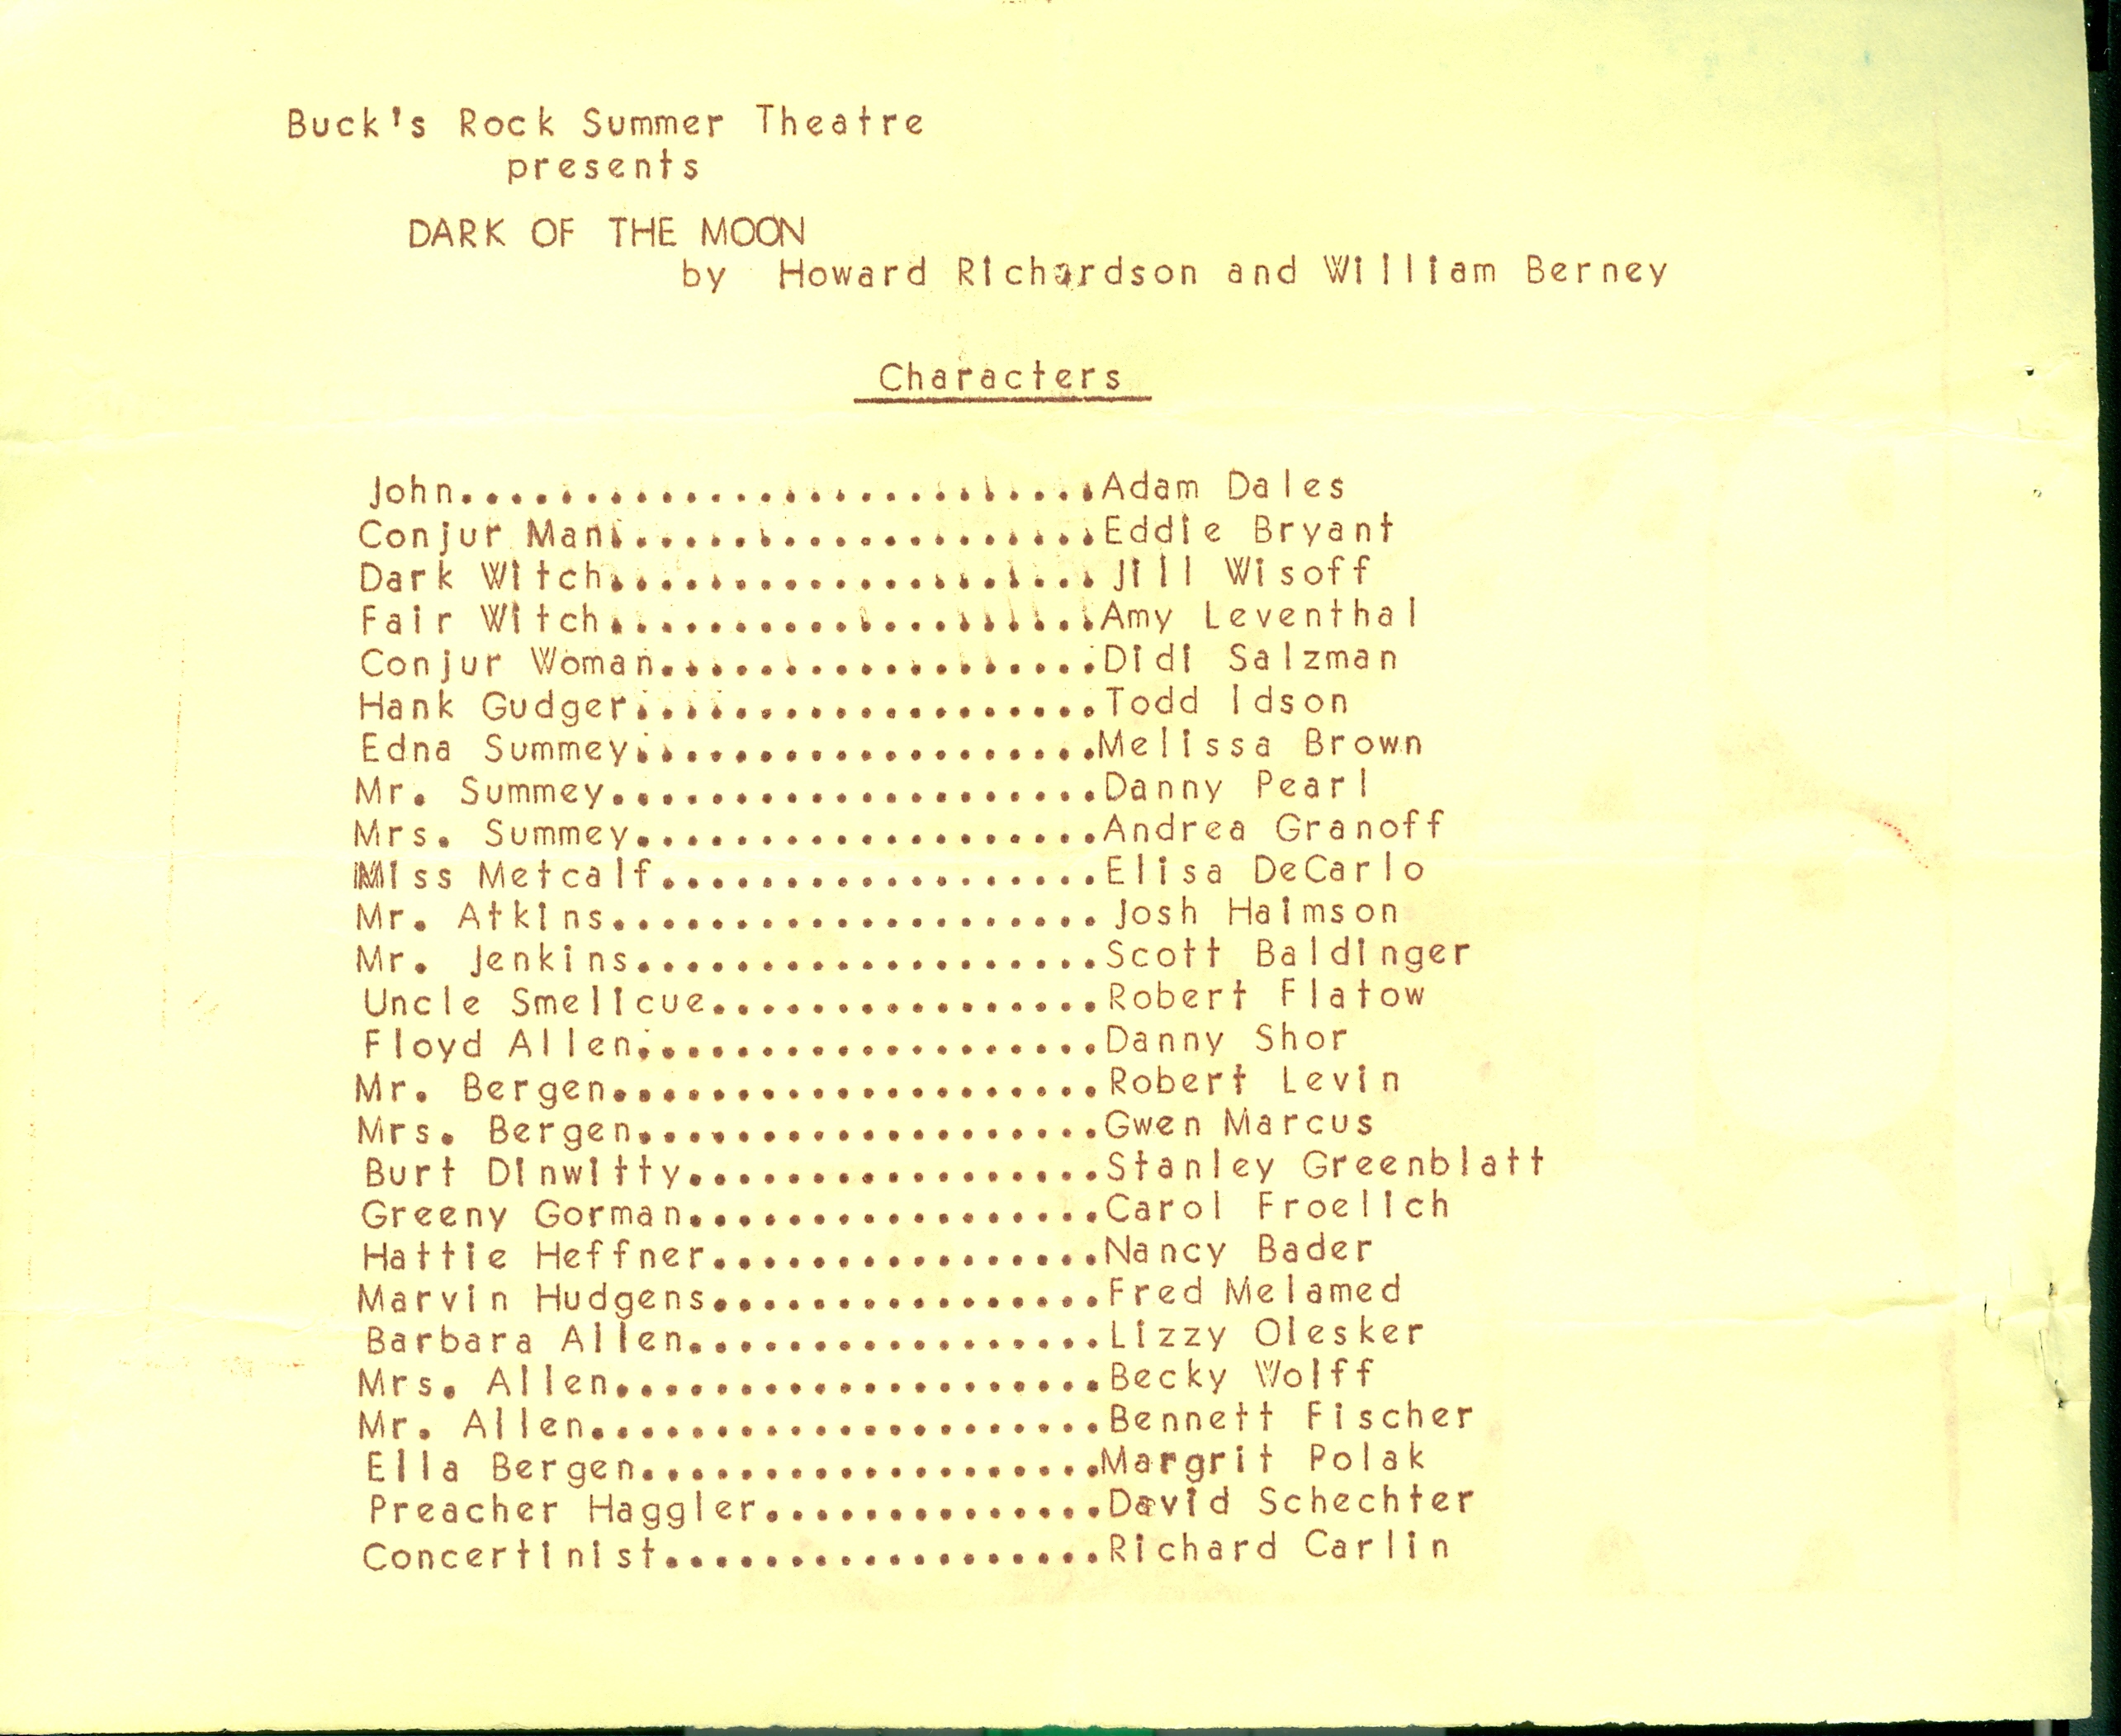 Buck's Rock Summer Theatre
presents
DARK OF THE MOON
by Howard Richardson and William Berney
Characters
John..........................Adam Dales
Conjur Man....................Eddie Bryant
Dark Witch....................Jill Wisoff
Fair Witch....................Amy Leventhal
Conjur Woman..................Didi Salzman
Hank Gudger...................Todd Idson
Edna Summey...................Melissa Brown
Mr. Summey....................Danny Pearl
Mrs. Summey...................Andrea Granoff
Miss Metcalf..................Elisa DeCarlo
Mr. Atkins....................Josh Haimson
Mr. Jenkins...................Scott Baldinger
Uncle Smelicue................Robert Flatow
Floyd Allen...................Danny Shor
Mr. Bergen....................Robert Levin
Mrs. Bergen...................Gwen Marcus
Burt Dinwitty.................Stanley Greenblatt
Greeny Gorman.................Carol Froelich
Hattie Heffner................Nancy Bader
Marvin Hudgens................Fred Melamed
Barbara Allen.................Lizzy Olesker
Mrs. Allen....................Becky Wolff
Mr. Allen.....................Bennett Fischer
Ella Bergen...................Margrit Polak
Preacher Haggler..............David Schechter
Concertinist..................Richard Carlin